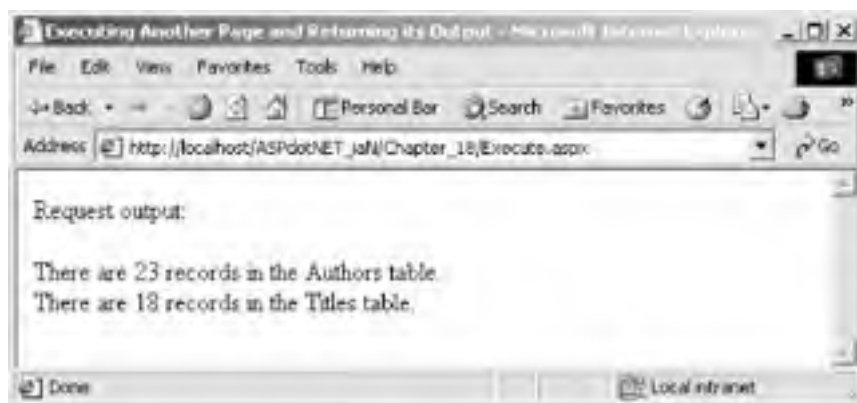 Executing Another Page and Returning its Output - Microsoft Internet Explorer
File Edit View Favorites Tools Help
Back Personal Bar Search Favorites »
Address http://localhost/ASPdotNET_jaN/Chapter_18/Execute.aspx Go
Request output:
There are 23 records in the Authors table.
There are 18 records in the Titles table.
Done Local intranet